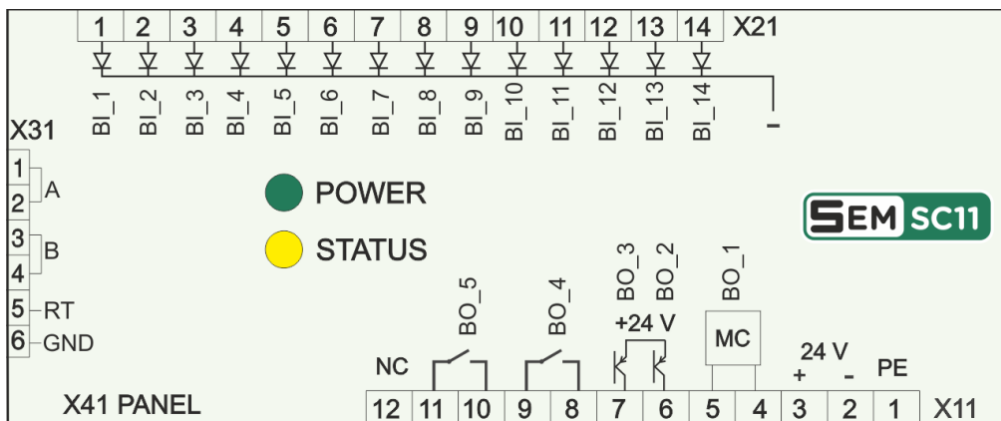 1 2 3 4 5 6 7 8 9 10 11 12 13 14 X21
BI_1 BI_2 BI_3 BI_4 BI_5 BI_6 BI_7 BI_8 BI_9 BI_10 BI_11 BI_12 BI_13 BI_14 -
X31
1
A
2
3
B
4
5 RT
6 GND
POWER
STATUS
SEM SC11
BO_5 BO_4 BO_3 BO_2 BO_1
+24 V
MC
24 V
NC + - PE
X41 PANEL 12 11 10 9 8 7 6 5 4 3 2 1 X11